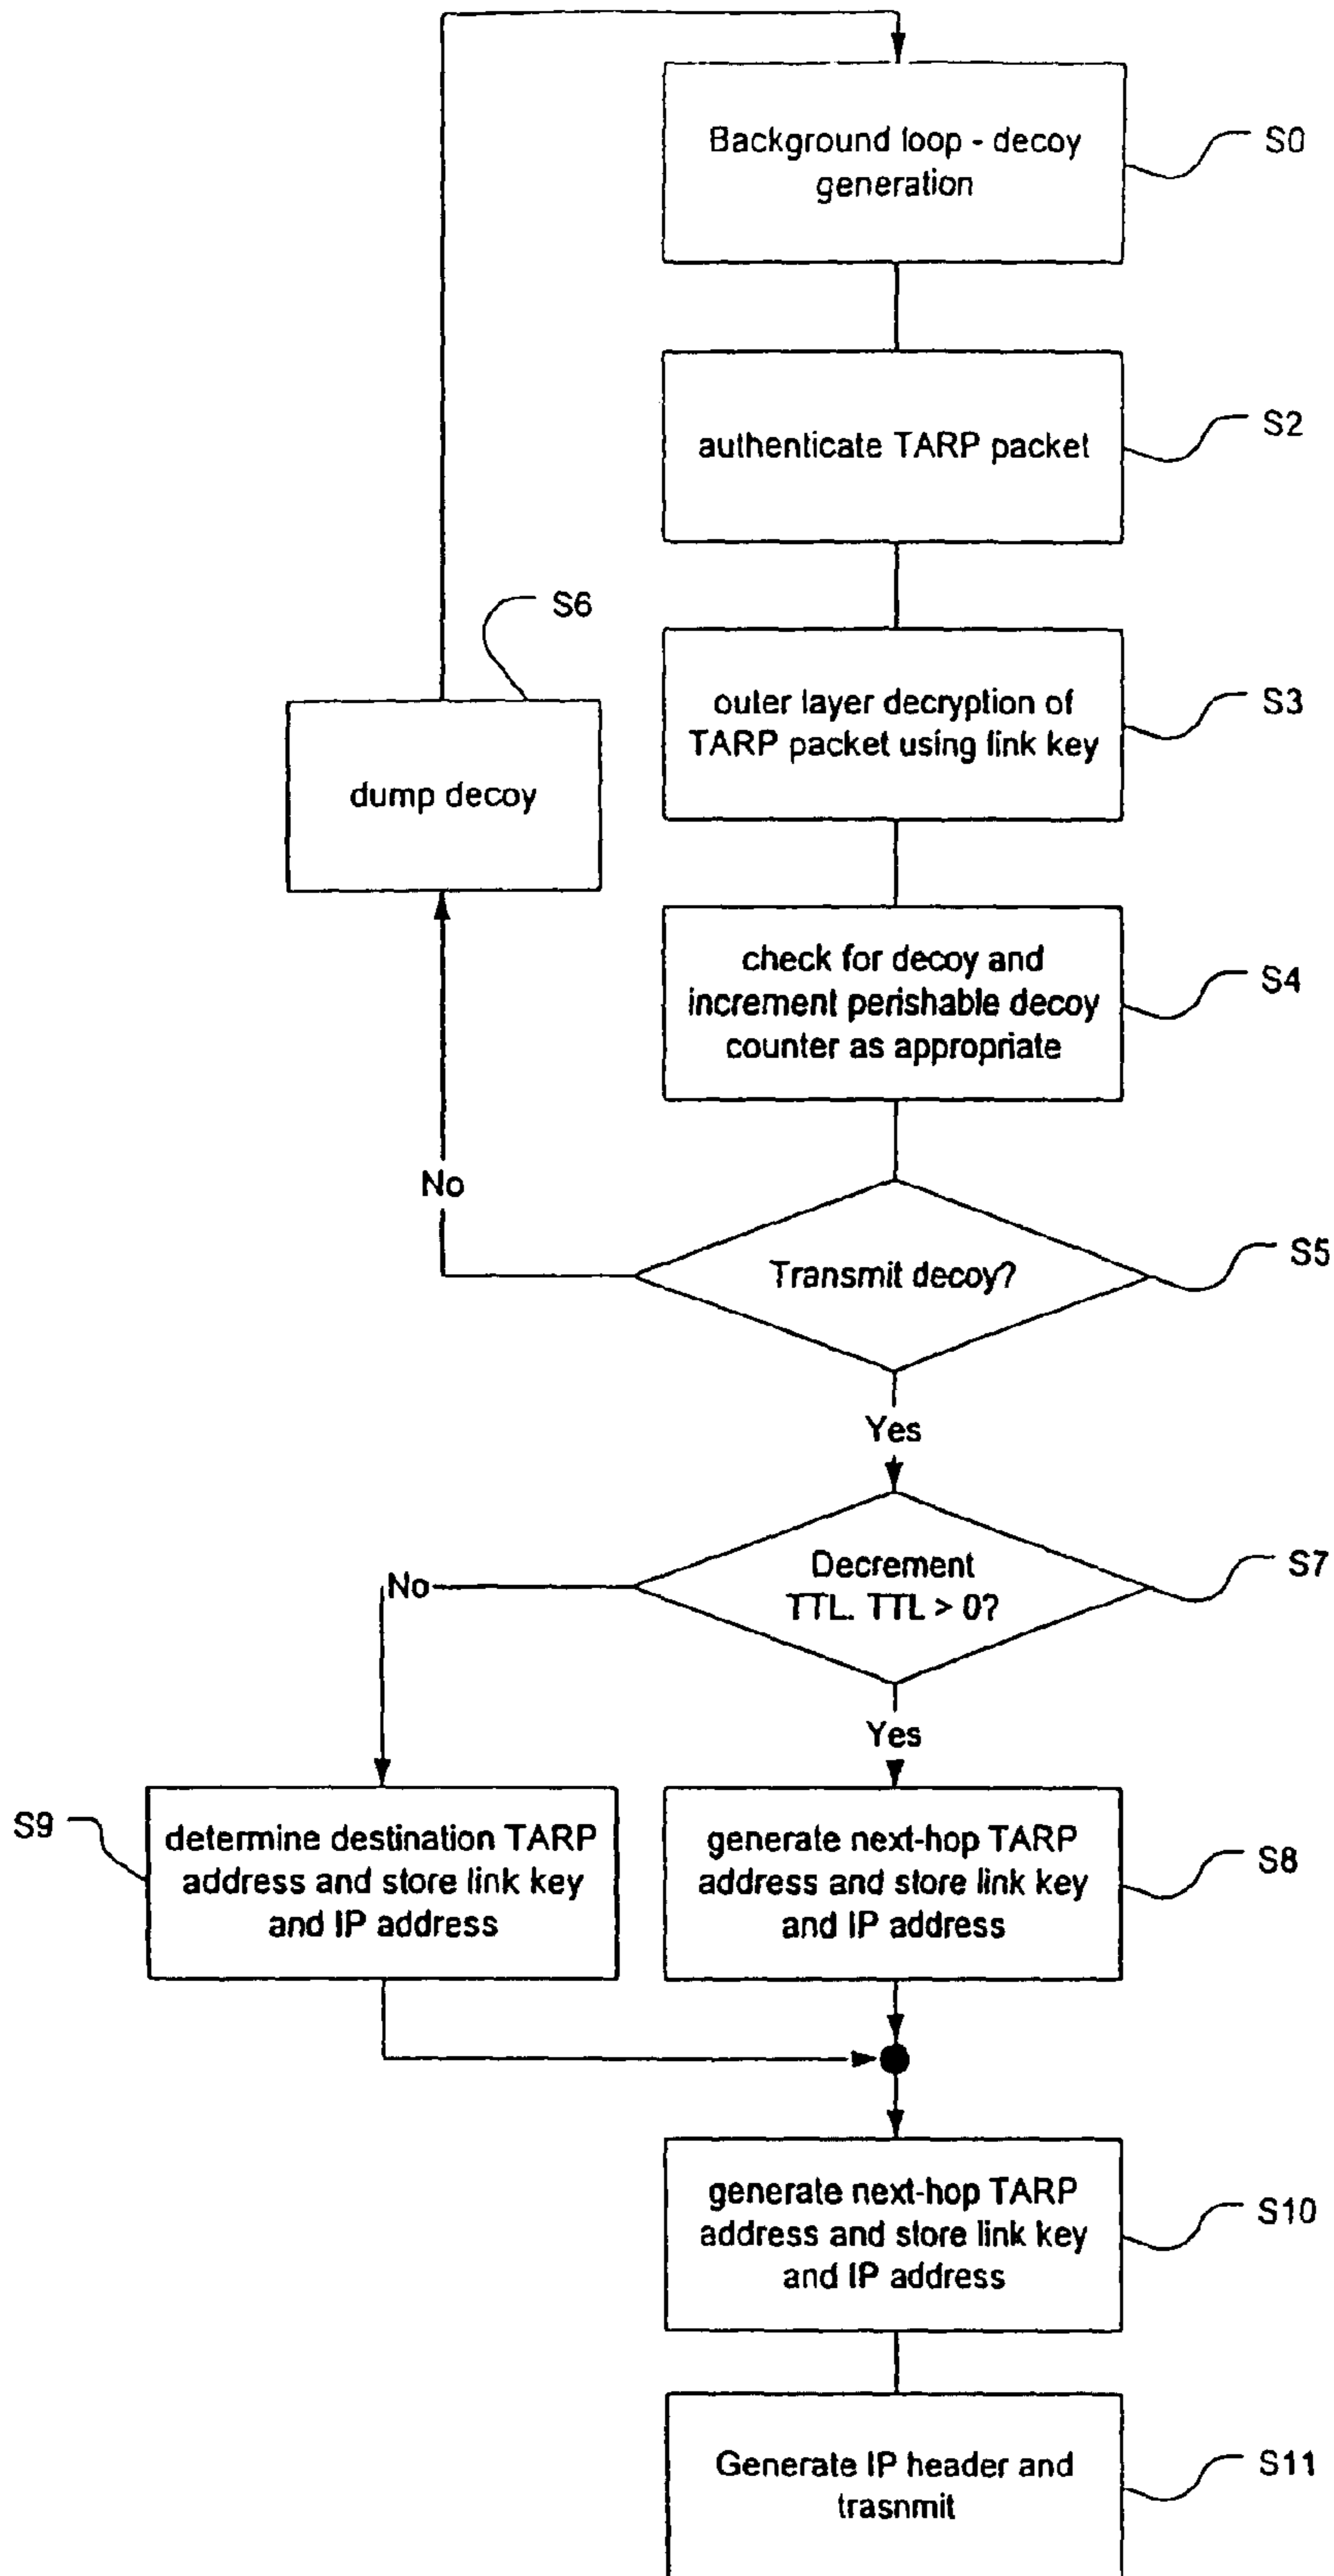 Background loop - decoy
generation
S0
authenticate TARP packet
S2
S6
outer layer decryption of
TARP packet using link key
S3
dump decoy
check for decoy and
increment perishable decoy
counter as appropriate
S4
No
Transmit decoy?
S5
Yes
Decrement
TTL. TTL > 0?
S7
No
Yes
S9
determine destination TARP
address and store link key
and IP address
generate next-hop TARP
address and store link key
and IP address
S8
generate next-hop TARP
address and store link key
and IP address
S10
Generate IP header and
trasnmit
S11